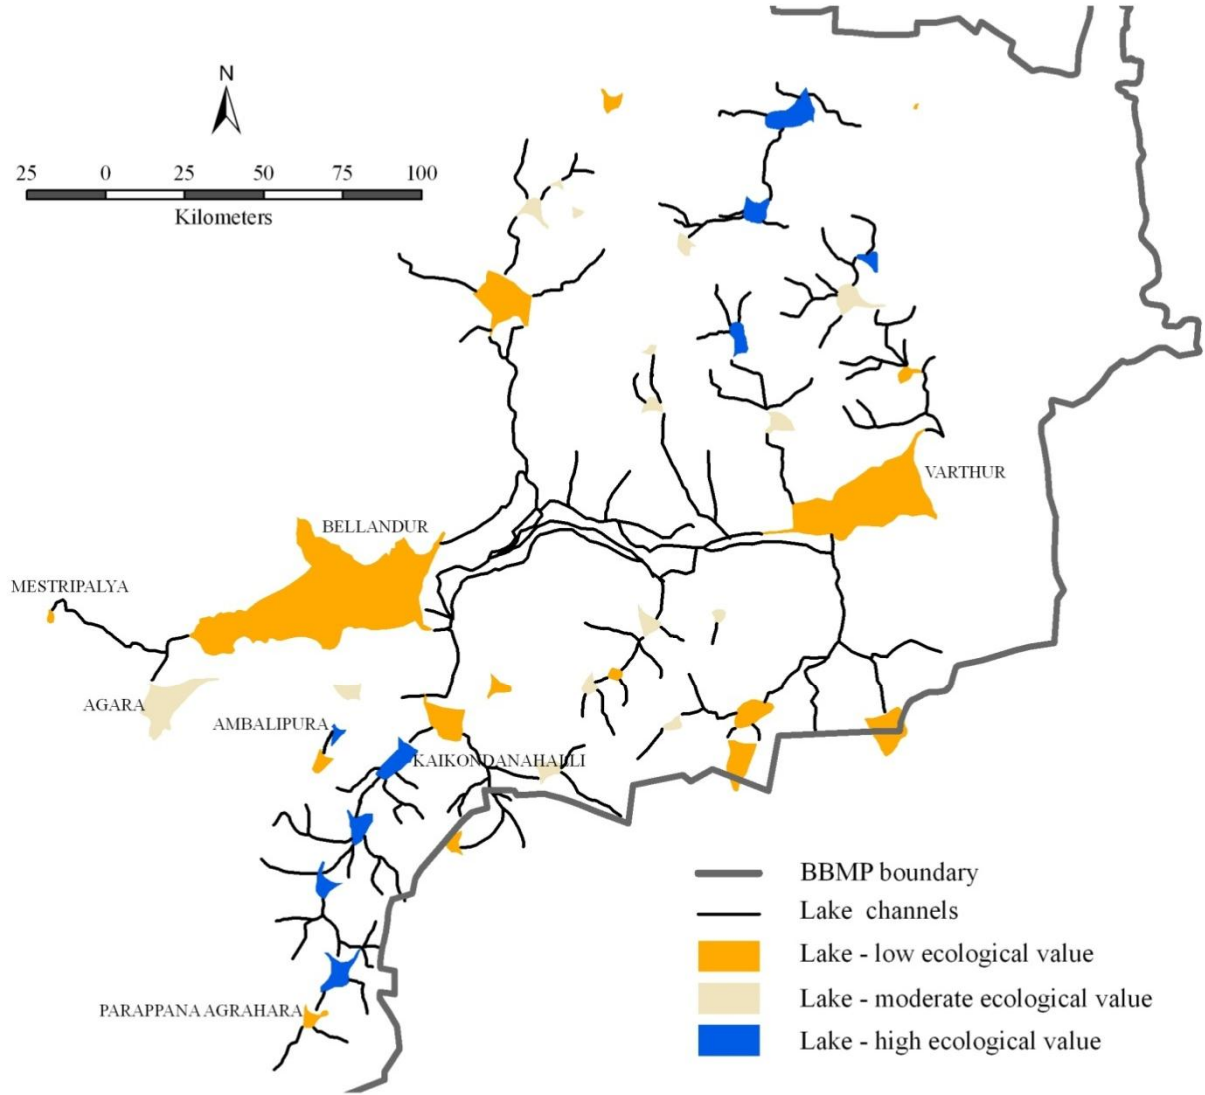 N
25 0 25 50 75 100
Kilometers
VARTHUR
BELLANDUR
MESTRIPALYA
AGARA
AMBALIPURA
KAIKONDANAHALLI
PARAPPANA AGRAHARA
BBMP boundary
Lake channels
Lake - low ecological value
Lake - moderate ecological value
Lake - high ecological value